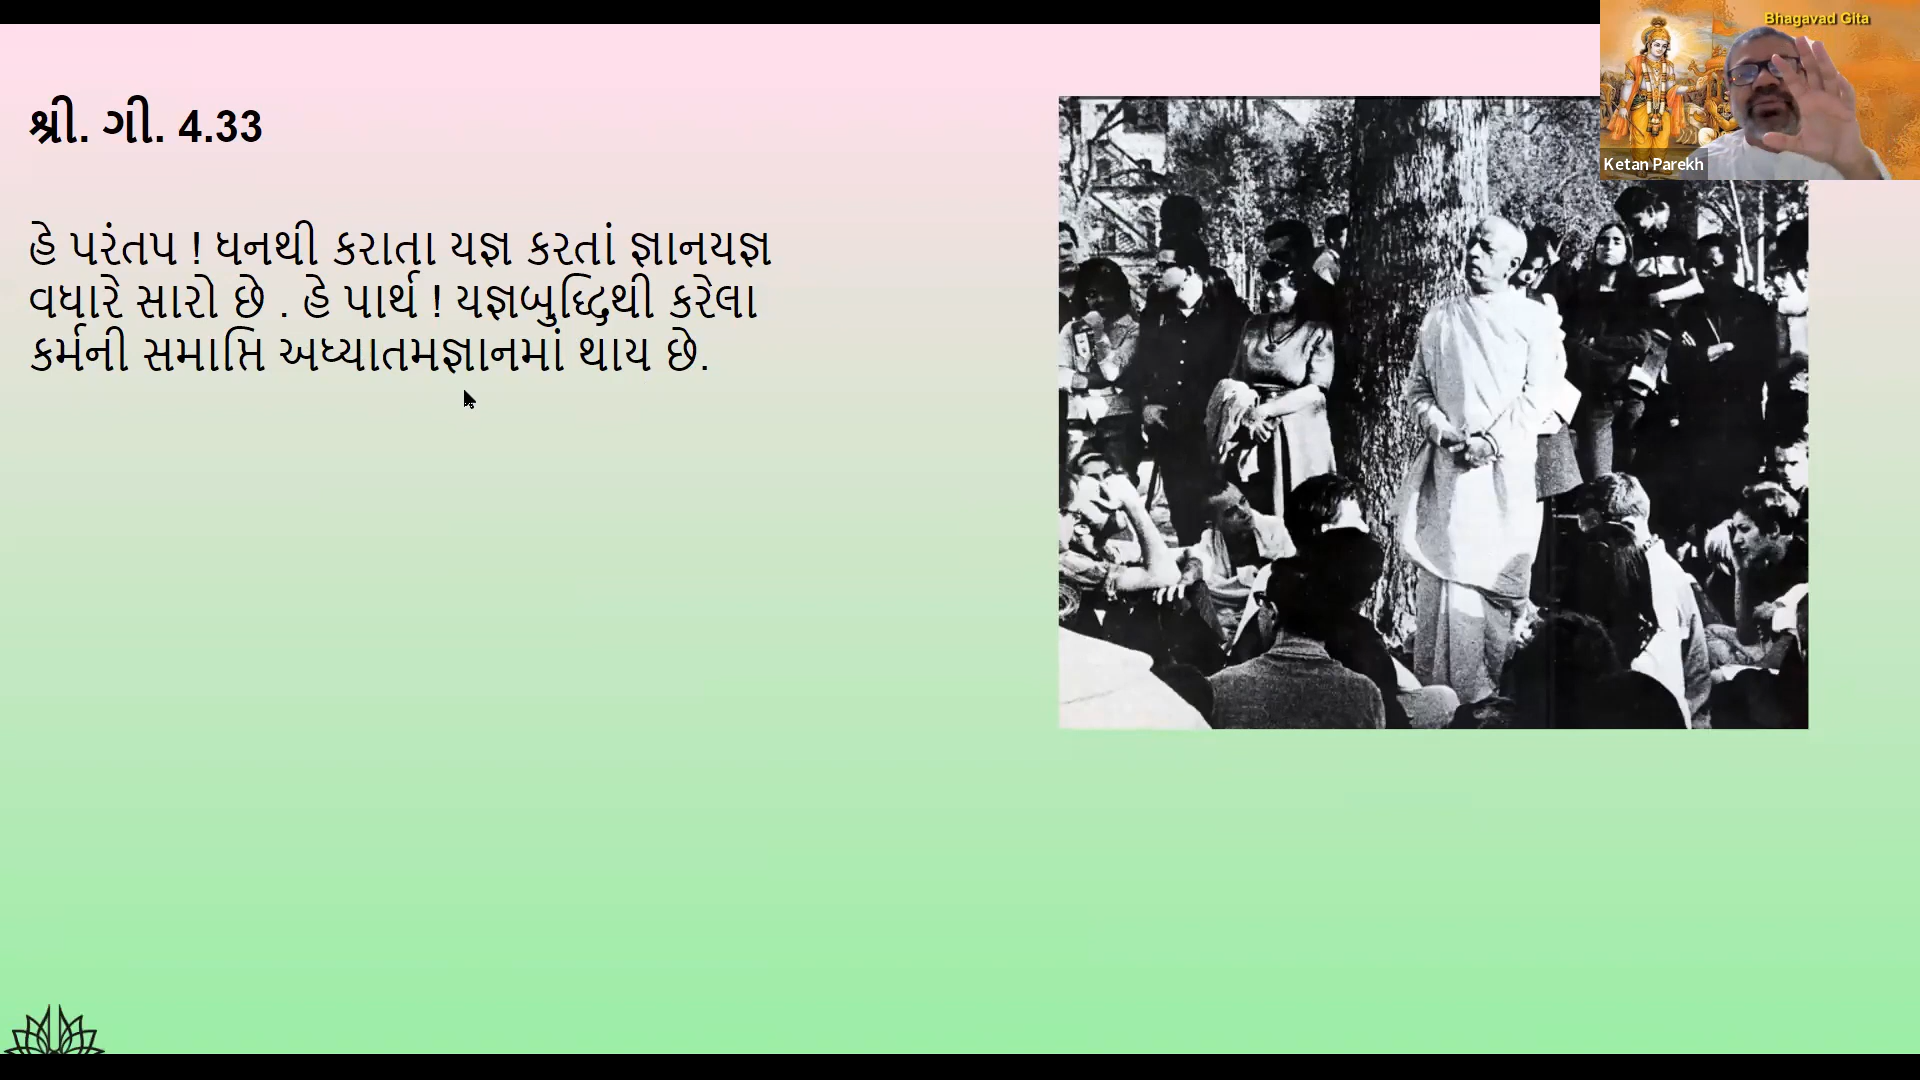 શ્રી. ગી. 4.33
હે પરંતપ ! ધનથી કરાતા યજ્ઞ કરતાં જ્ઞાનયજ્ઞ
વધારે સારો છે . હે પાર્થ ! યજ્ઞબુદ્ધિથી કરેલા
કર્મની સમાપ્તિ અધ્યાતમજ્ઞાનમાં થાય છે.
Bhagavad Gita
Ketan Parekh